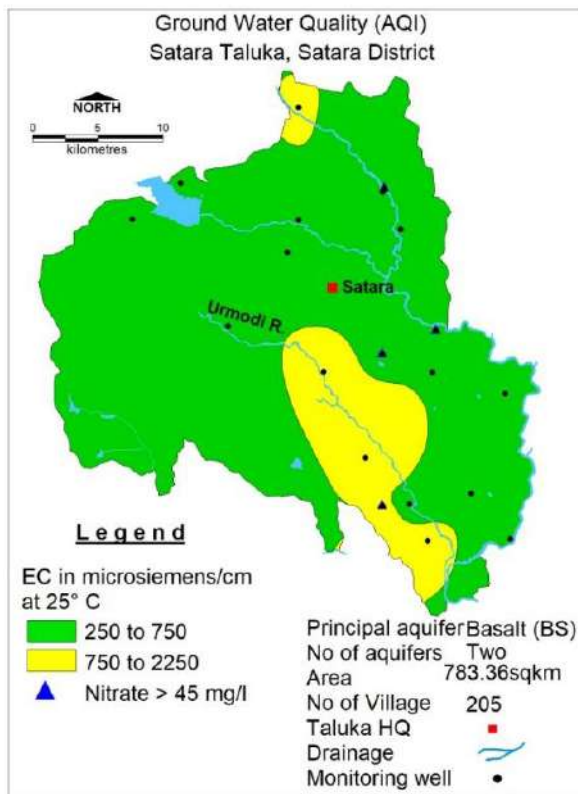 Ground Water Quality (AQI)
Satara Taluka, Satara District
NORTH
0 5 10
kilometres
Satara
Urmodi R.
Legend
EC in microsiemens/cm
at 25° C
250 to 750
750 to 2250
Nitrate > 45 mg/l
Principal aquifer Basalt (BS)
No of aquifers Two
Area 783.36sqkm
No of Village 205
Taluka HQ
Drainage
Monitoring well